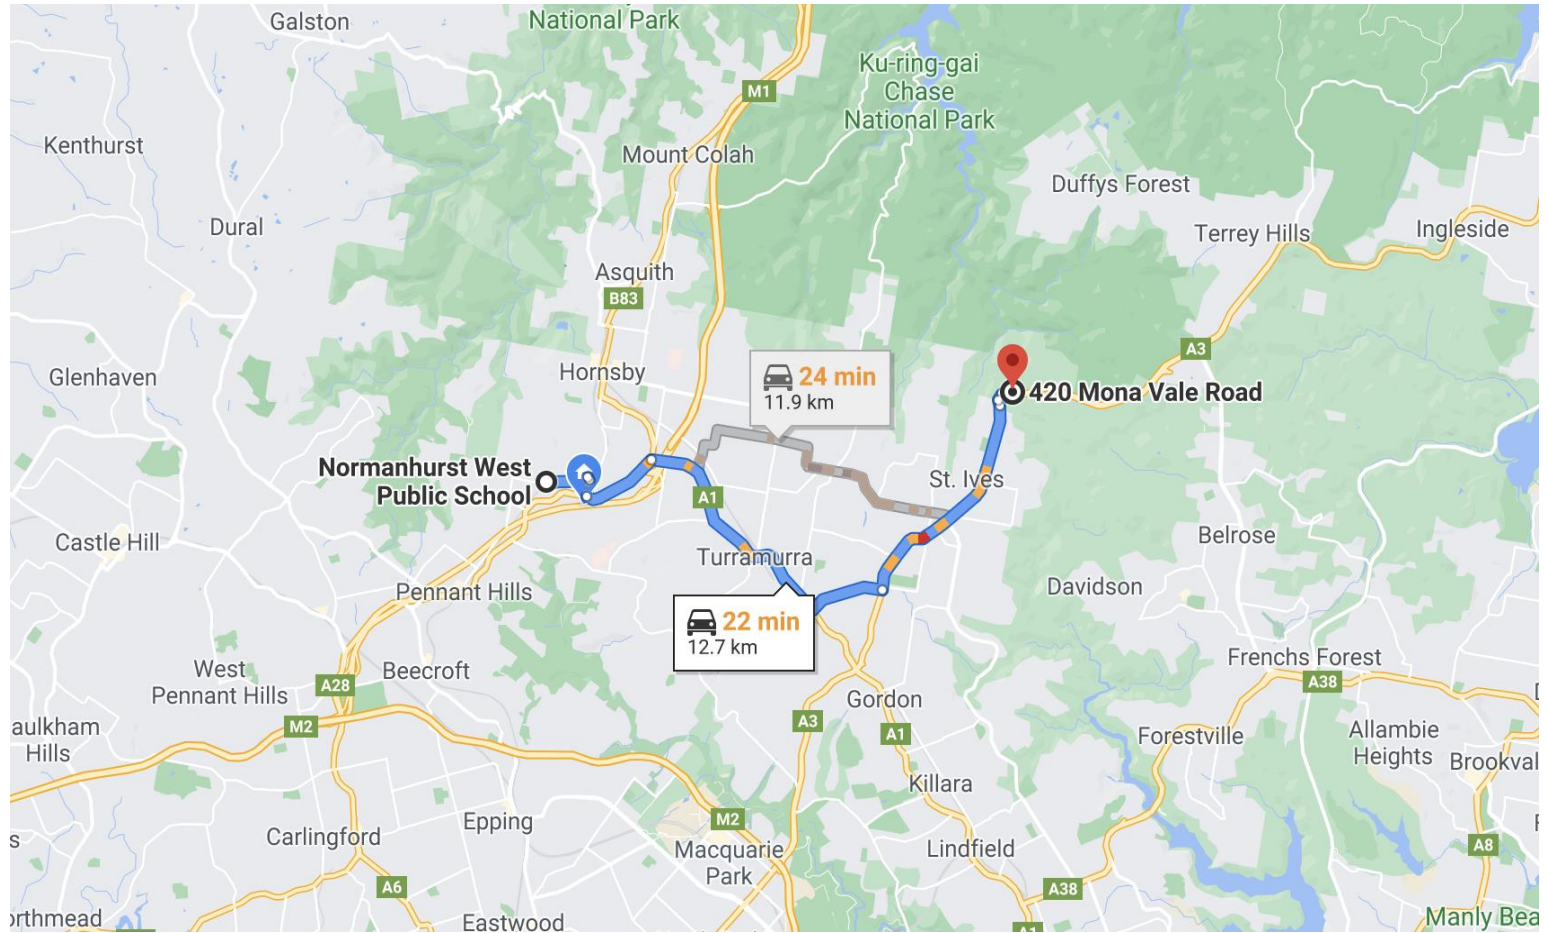 Galston
National Park
Ku-ring-gai
Chase
National Park
M1
Kenthurst
Mount Colah
Duffys Forest
Dural
Terrey Hills
Ingleside
Asquith
B83
A3
Glenhaven
Hornsby
24 min
11.9 km
420 Mona Vale Road
Normanhurst West
Public School
St. Ives
A1
Castle Hill
Turramurra
Belrose
Pennant Hills
Davidson
22 min
12.7 km
West
Pennant Hills
Beecroft
A28
Frenchs Forest
A38
Gordon
aulkham
Hills
M2
A3
A1
Forestville
Allambie
Heights
Brookval
Killara
Epping
M2
Carlingford
Macquarie
Park
Lindfield
A8
A6
A38
orthmead
Eastwood
A1
Manly Bea